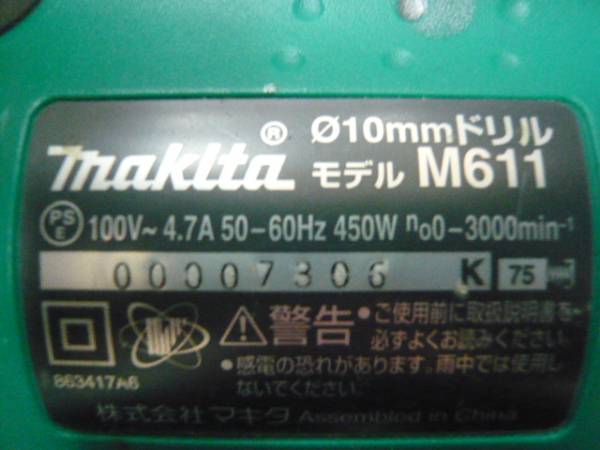 makita® Ø10mmドリル
モデル M611
PS E 100V~ 4.7A 50-60Hz 450W n₀0-3000min⁻¹
00007306 K 75
警告 ●ご使用前に取扱説明書を
必ずよくお読みください。
●感電の恐れがあります。雨中では使用し
ないでください。
863417A6
株式会社マキタ Assembled in China